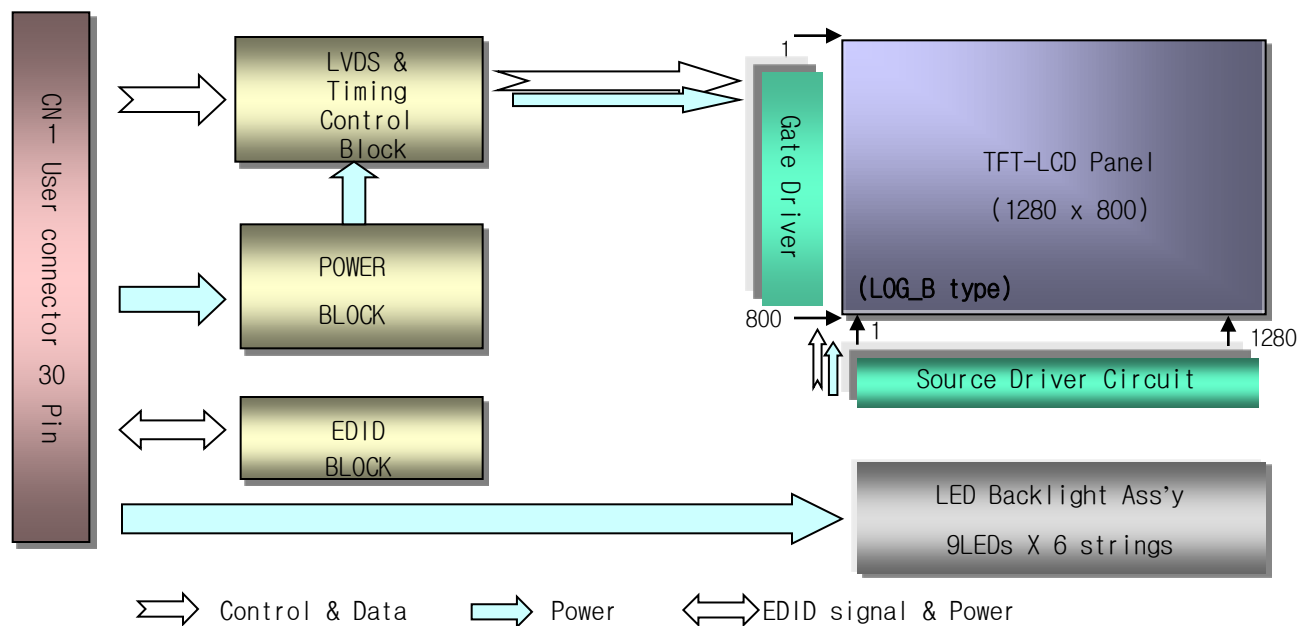 CN1- User connector 30 Pin
LVDS &
Timing
Control
Block
POWER
BLOCK
EDID
BLOCK
1
Gate Driver
800
TFT-LCD Panel
(1280 x 800)
(LOG_B type)
1
1280
Source Driver Circuit
LED Backlight Ass’y
9LEDs X 6 strings
Control & Data
Power
EDID signal & Power